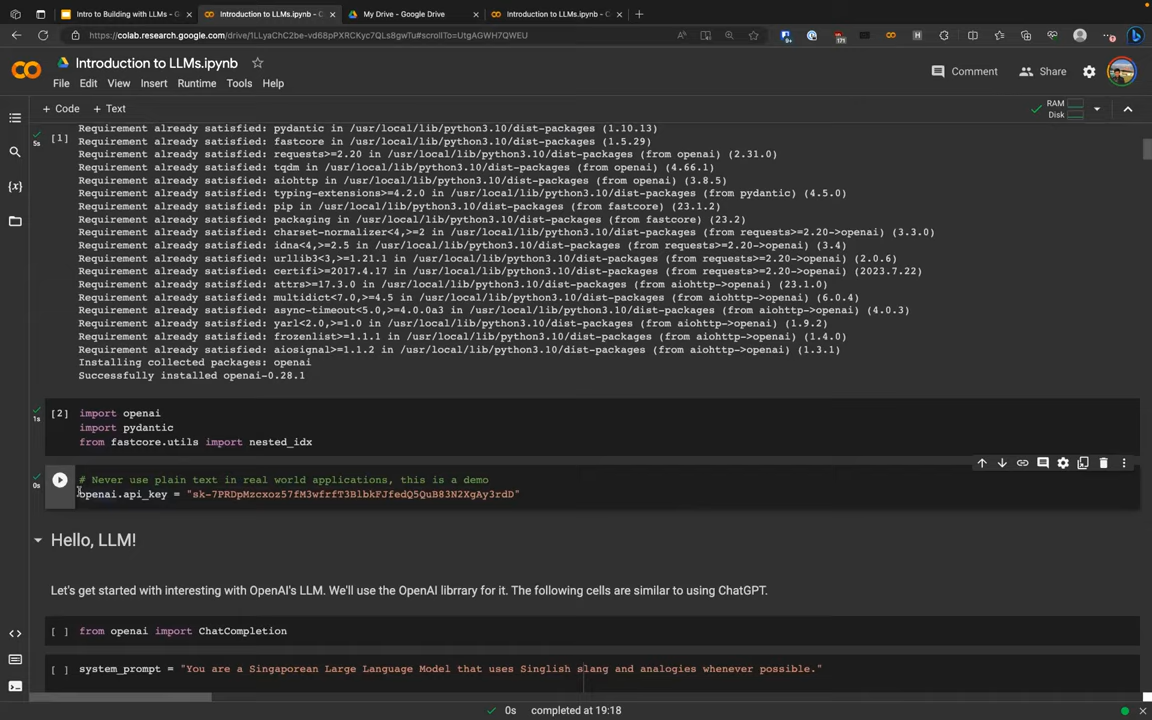 Intro to Building with LLMs - G
Introduction to LLMs.ipynb - C
My Drive - Google Drive
Introduction to LLMs.ipynb - C
https://colab.research.google.com/drive/1LLyaChC2be-vd68pPXRCKyc7QLs8gwTu#scrollTo=UtgAGWH7QWEU
171
Introduction to LLMs.ipynb
File Edit View Insert Format Runtime Tools Help
Comment Share
+ Code + Text
RAM
Disk
[1]
5s
Requirement already satisfied: pydantic in /usr/local/lib/python3.10/dist-packages (1.10.13)
Requirement already satisfied: fastcore in /usr/local/lib/python3.10/dist-packages (1.5.29)
Requirement already satisfied: requests>=2.20 in /usr/local/lib/python3.10/dist-packages (from openai) (2.31.0)
Requirement already satisfied: tqdm in /usr/local/lib/python3.10/dist-packages (from openai) (4.66.1)
Requirement already satisfied: aiohttp in /usr/local/lib/python3.10/dist-packages (from openai) (3.8.5)
Requirement already satisfied: typing-extensions>=4.2.0 in /usr/local/lib/python3.10/dist-packages (from pydantic) (4.5.0)
Requirement already satisfied: pip in /usr/local/lib/python3.10/dist-packages (from fastcore) (23.1.2)
Requirement already satisfied: packaging in /usr/local/lib/python3.10/dist-packages (from fastcore) (23.2)
Requirement already satisfied: charset-normalizer<4,>=2 in /usr/local/lib/python3.10/dist-packages (from requests>=2.20->openai) (3.3.0)
Requirement already satisfied: idna<4,>=2.5 in /usr/local/lib/python3.10/dist-packages (from requests>=2.20->openai) (3.4)
Requirement already satisfied: urllib3<3,>=1.21.1 in /usr/local/lib/python3.10/dist-packages (from requests>=2.20->openai) (2.0.6)
Requirement already satisfied: certifi>=2017.4.17 in /usr/local/lib/python3.10/dist-packages (from requests>=2.20->openai) (2023.7.22)
Requirement already satisfied: attrs>=17.3.0 in /usr/local/lib/python3.10/dist-packages (from aiohttp->openai) (23.1.0)
Requirement already satisfied: multidict<7.0,>=4.5 in /usr/local/lib/python3.10/dist-packages (from aiohttp->openai) (6.0.4)
Requirement already satisfied: async-timeout<5.0,>=4.0.0a3 in /usr/local/lib/python3.10/dist-packages (from aiohttp->openai) (4.0.3)
Requirement already satisfied: yarl<2.0,>=1.0 in /usr/local/lib/python3.10/dist-packages (from aiohttp->openai) (1.9.2)
Requirement already satisfied: frozenlist>=1.1.1 in /usr/local/lib/python3.10/dist-packages (from aiohttp->openai) (1.4.0)
Requirement already satisfied: aiosignal>=1.1.2 in /usr/local/lib/python3.10/dist-packages (from aiohttp->openai) (1.3.1)
Installing collected packages: openai
Successfully installed openai-0.28.1
[2] import openai
1s
import pydantic
from fastcore.utils import nested_idx
0s
# Never use plain text in real world applications, this is a demo
openai.api_key = "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"
Hello, LLM!
Let's get started with interesting with OpenAI's LLM. We'll use the OpenAI librrary for it. The following cells are similar to using ChatGPT.
[ ] from openai import ChatCompletion
[ ] system_prompt = "You are a Singaporean Large Language Model that uses Singlish slang and analogies whenever possible."
0s completed at 19:18